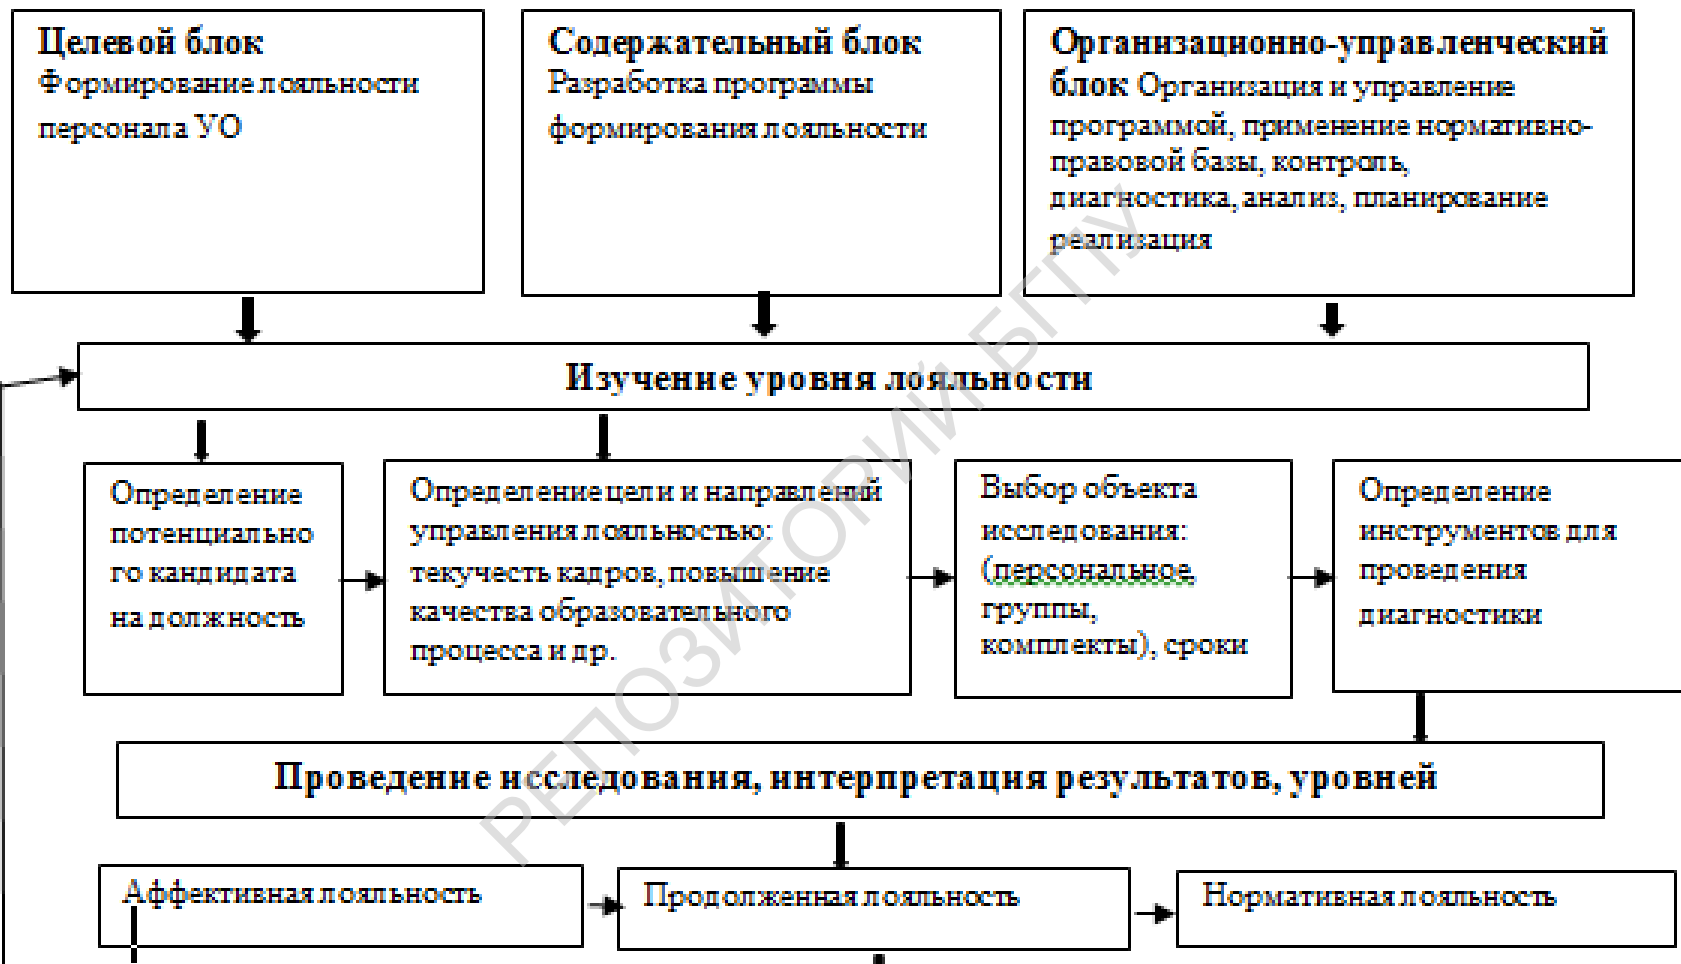 Целевой блок
Формирование лояльности
персонала УО
Содержательный блок
Разработка программы
формирования лояльности
Организационно-управленческий
блок Организация и управление
программой, применение нормативно-
правовой базы, контроль,
диагностика, анализ, планирование
реализация
Изучение уровня лояльности
Определение
потенциально
го кандидата
на должность
Определение цели и направлений
управления лояльностью:
текучесть кадров, повышение
качества образовательного
процесса и др.
Выбор объекта
исследования:
(персональное,
группы,
комплекты), сроки
Определение
инструментов для
проведения
диагностики
Проведение исследования, интерпретация результатов, уровней
Аффективная лояльность
Продолженная лояльность
Нормативная лояльность
РЕПОЗИТОРИЙ БГПУ